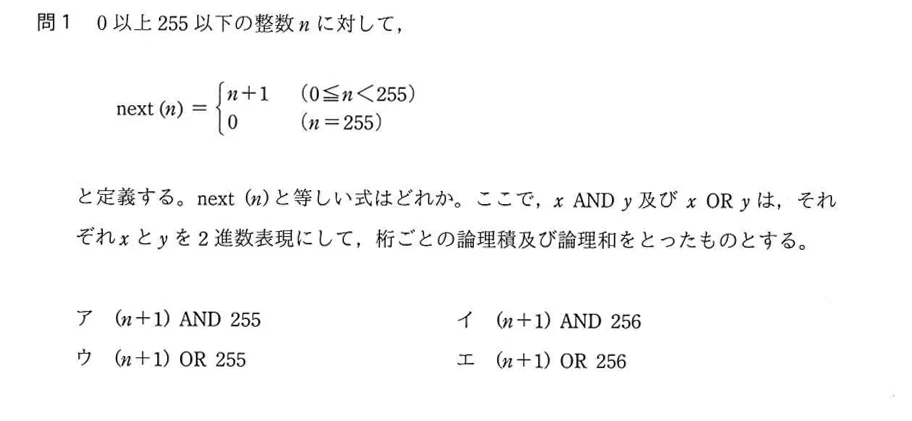 問1 0以上255以下の整数nに対して，
next (n) = { n+1 (0≦n＜255)
0 (n＝255)
と定義する。next (n)と等しい式はどれか。ここで，x AND y及びx OR yは，それ
ぞれxとyを2進数表現にして，桁ごとの論理積及び論理和をとったものとする。
ア (n+1) AND 255 イ (n+1) AND 256
ウ (n+1) OR 255 エ (n+1) OR 256